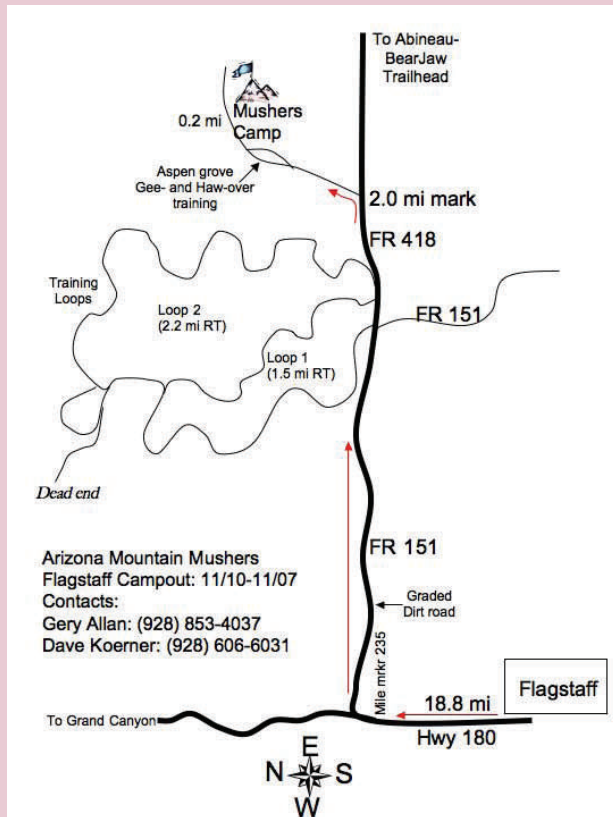 To Abineau-
BearJaw
Trailhead
Mushers
Camp
0.2 mi
Aspen grove
Gee- and Haw-over
training
2.0 mi mark
FR 418
Training
Loops
Loop 2
(2.2 mi RT)
FR 151
Loop 1
(1.5 mi RT)
Dead end
Arizona Mountain Mushers
Flagstaff Campout: 11/10-11/07
Contacts:
Gery Allan: (928) 853-4037
Dave Koerner: (928) 606-6031
FR 151
Graded
Dirt road
Mile mrkr 235
Flagstaff
18.8 mi
To Grand Canyon
Hwy 180
E
N S
W